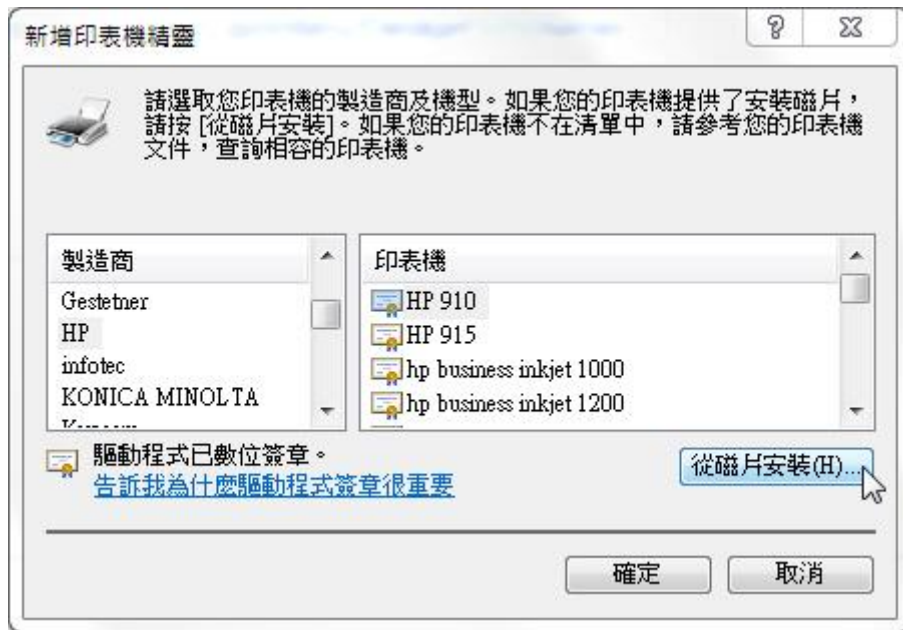 新增印表機精靈
請選取您印表機的製造商及機型。如果您的印表機提供了安裝磁片，
請按 [從磁片安裝]。如果您的印表機不在清單中，請參考您的印表機
文件，查詢相容的印表機。
製造商
Gestetner
HP
infotec
KONICA MINOLTA
印表機
HP 910
HP 915
hp business inkjet 1000
hp business inkjet 1200
驅動程式已數位簽章。
告訴我為什麼驅動程式簽章很重要
從磁片安裝(H)...
確定
取消